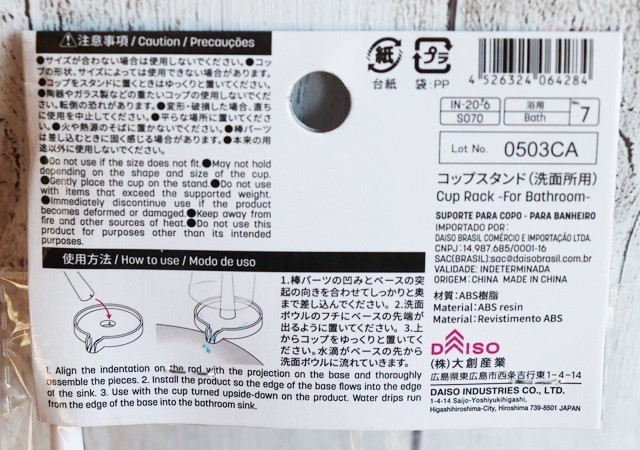 注意事項 / Caution / Precauções
●サイズが合わない場合は使用しないでください。●コッ
プの形状、サイズによっては使用できない場合があります。
●コップをスタンドに置くときはゆっくりと置いてください。
●陶器やガラス製などの重たいコップの使用しないでくだ
さい。転倒の恐れがあります。●変形・破損した場合、直ち
に使用を中止してください。●平らな場所に置いてくださ
い。●火や熱源のそばに置かないでください。●棒パーツ
は差し込むときに固く感じる場合があります。●本来の用
途以外に使用しないでください。
●Do not use if the size does not fit.●May not hold
depending on the shape and size of the cup.
●Gently place the cup on the stand.●Do not use
with items that exceed the supported weight.
●Immediately discontinue use if the product
becomes deformed or damaged.●Keep away from
fire and other sources of heat.●Do not use this
product for purposes other than its intended
purposes.
使用方法 / How to use / Modo de uso
1.棒パーツの凹みとベースの突
起の向きを合わせてしっかりと奥
まで差し込んでください。2.洗面
ボウルのフチにベースの先端が
出るように置いてください。3.上
からコップをゆっくりと置いてく
ださい。水滴がベースの先から
洗面ボウルに流れていきます。
1. Align the indentation on the rod with the projection on the base and thoroughly
assemble the pieces. 2. Install the product so the edge of the base flows into the edge
of the sink. 3. Use with the cup turned upside-down on the product. Water drips run
from the edge of the base into the bathroom sink.
紙
台紙
プラ
袋:PP
4 526324 064284
IN-2016
S070
浴用
Bath
No. 7
Lot No. 0503CA
コップスタンド(洗面所用)
Cup Rack -For Bathroom-
SUPORTE PARA COPO - PARA BANHEIRO
IMPORTADO POR:
DAISO BRASIL COMÉRCIO E IMPORTAÇÃO LTDA.
CNPJ: 14.987.685/0001-16
SAC(BRASIL):sac@daisobrasil.com.br
VALIDADE: INDETERMINADA
ORIGEM: CHINA MADE IN CHINA
材質:ABS樹脂
Material:ABS resin
Material:Revistimento ABS
DAISO
(株)大創産業
広島県東広島市西条吉行東1-4-14
DAISO INDUSTRIES CO., LTD.
1-4-14 Saijo-Yoshiyukihigashi,
Higashihiroshima-City, Hiroshima 739-8501 JAPAN